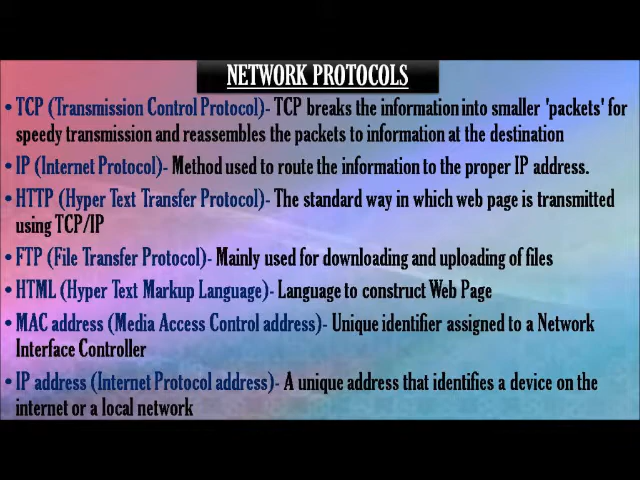 NETWORK PROTOCOLS
• TCP (Transmission Control Protocol)- TCP breaks the information into smaller 'packets' for
speedy transmission and reassembles the packets to information at the destination
• IP (Internet Protocol)- Method used to route the information to the proper IP address.
• HTTP (Hyper Text Transfer Protocol)- The standard way in which web page is transmitted
using TCP/IP
• FTP (File Transfer Protocol)- Mainly used for downloading and uploading of files
• HTML (Hyper Text Markup Language)- Language to construct Web Page
• MAC address (Media Access Control address)- Unique identifier assigned to a Network
Interface Controller
• IP address (Internet Protocol address)- A unique address that identifies a device on the
internet or a local network